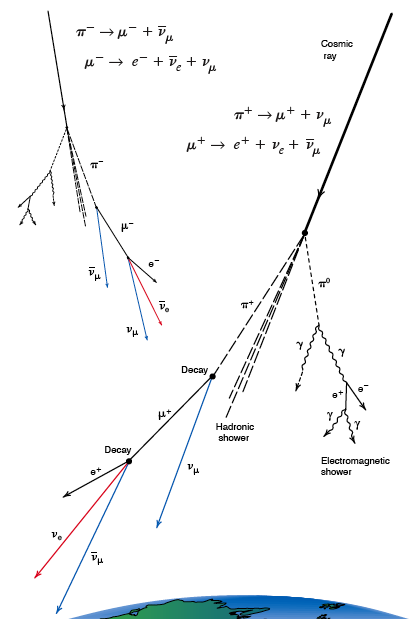 π⁻ → μ⁻ + ν̅_μ
μ⁻ → e⁻ + ν̅_e + ν_μ
Cosmic
ray
π⁺ → μ⁺ + ν_μ
μ⁺ → e⁺ + ν_e + ν̅_μ
π⁻
μ⁻
e⁻
ν̅_μ
ν̅_e
ν_μ
π⁺
π⁰
γ
γ
e⁺
e⁻
γ
γ
Decay
μ⁺
Hadronic
shower
Decay
e⁺
ν_μ
Electromagnetic
shower
ν_e
ν̅_μ